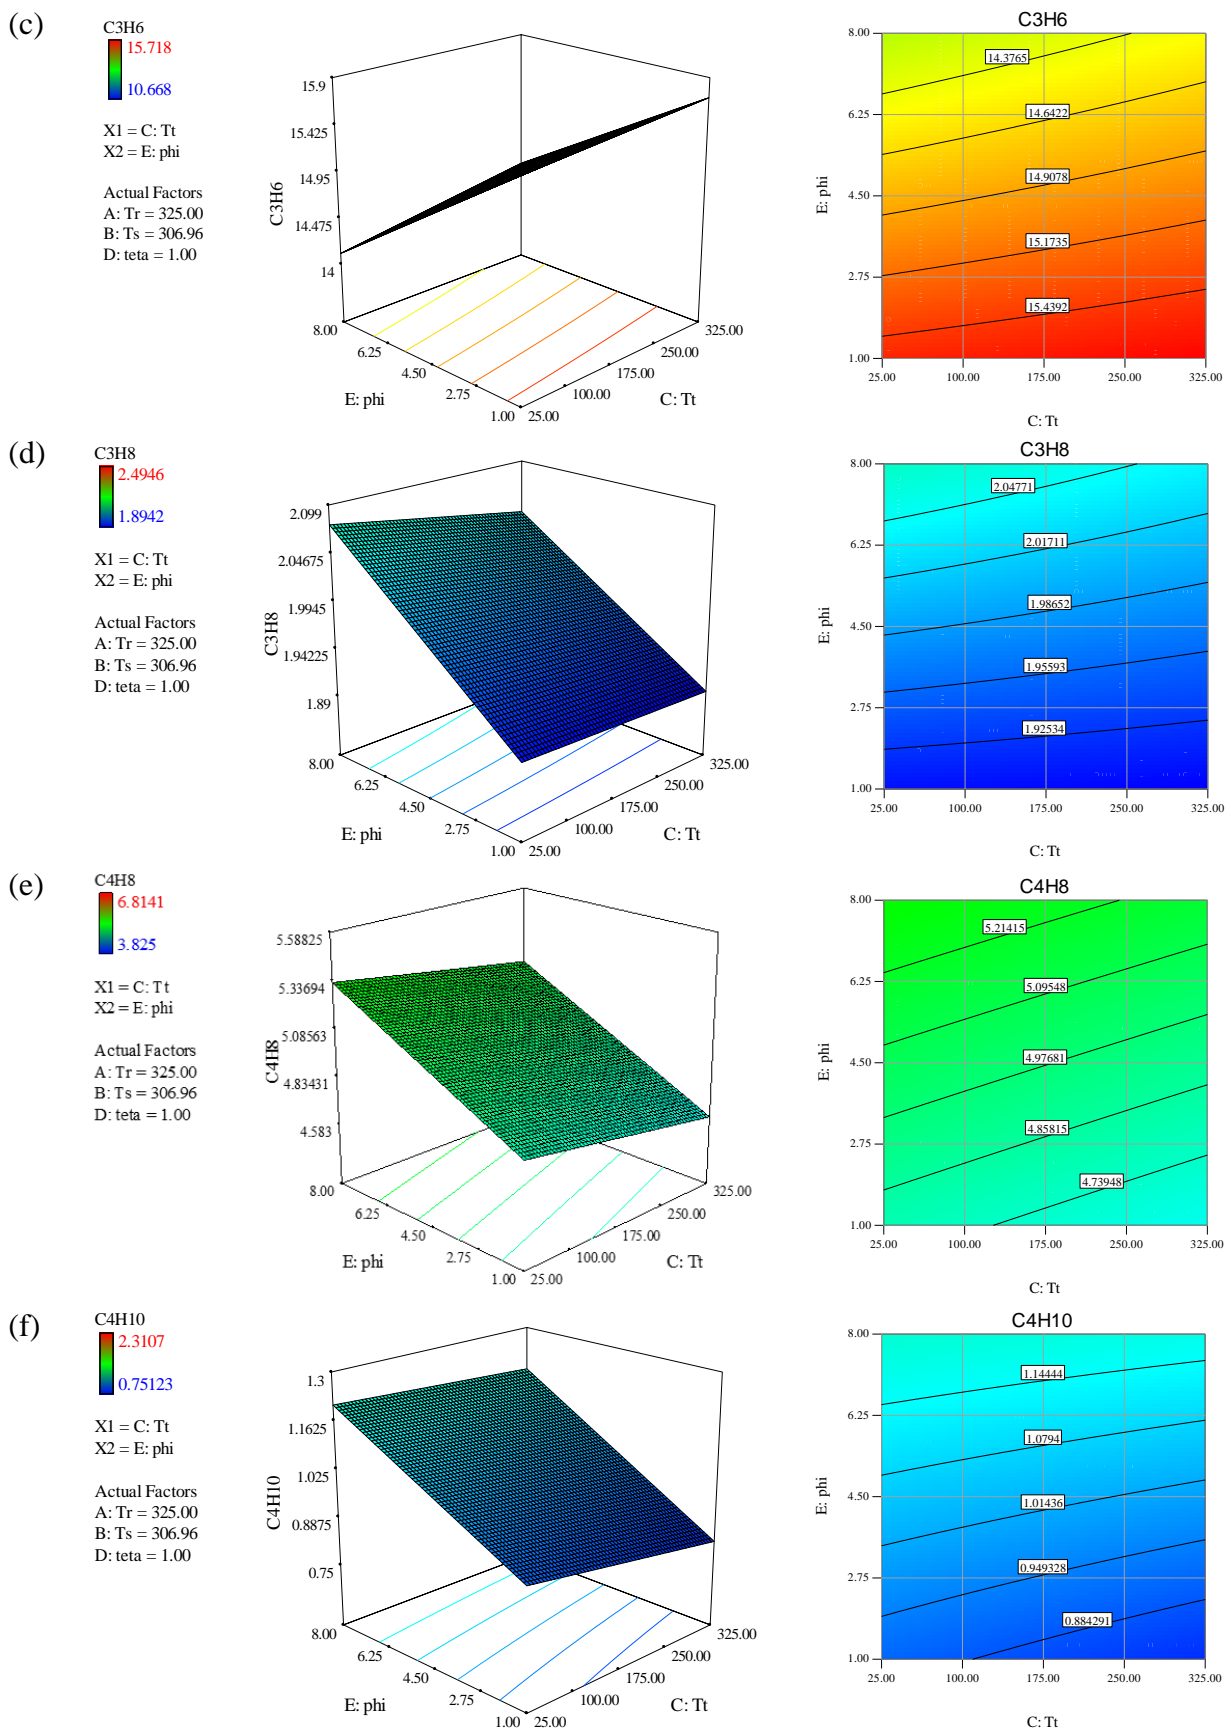 (c)
C3H6
15.718
10.668
X1 = C: Tt
X2 = E: phi
Actual Factors
A: Tr = 325.00
B: Ts = 306.96
D: teta = 1.00
15.9
15.425
14.95
14.475
14
C3H6
8.00
6.25
4.50
2.75
1.00
E: phi
25.00
100.00
175.00
250.00
325.00
C: Tt
C3H6
8.00
6.25
4.50
2.75
1.00
E: phi
14.3765
14.6422
14.9078
15.1735
15.4392
25.00 100.00 175.00 250.00 325.00
C: Tt
(d)
C3H8
2.4946
1.8942
X1 = C: Tt
X2 = E: phi
Actual Factors
A: Tr = 325.00
B: Ts = 306.96
D: teta = 1.00
2.099
2.04675
1.9945
1.94225
1.89
C3H8
8.00
6.25
4.50
2.75
1.00
E: phi
25.00
100.00
175.00
250.00
325.00
C: Tt
C3H8
8.00
6.25
4.50
2.75
1.00
E: phi
2.04771
2.01711
1.98652
1.95593
1.92534
25.00 100.00 175.00 250.00 325.00
C: Tt
(e)
C4H8
6.8141
3.825
X1 = C: Tt
X2 = E: phi
Actual Factors
A: Tr = 325.00
B: Ts = 306.96
D: teta = 1.00
5.58825
5.33694
5.08563
4.83431
4.583
C4H8
8.00
6.25
4.50
2.75
1.00
E: phi
25.00
100.00
175.00
250.00
325.00
C: Tt
C4H8
8.00
6.25
4.50
2.75
1.00
E: phi
5.21415
5.09548
4.97681
4.85815
4.73948
25.00 100.00 175.00 250.00 325.00
C: Tt
(f)
C4H10
2.3107
0.75123
X1 = C: Tt
X2 = E: phi
Actual Factors
A: Tr = 325.00
B: Ts = 306.96
D: teta = 1.00
1.3
1.1625
1.025
0.8875
0.75
C4H10
8.00
6.25
4.50
2.75
1.00
E: phi
25.00
100.00
175.00
250.00
325.00
C: Tt
C4H10
8.00
6.25
4.50
2.75
1.00
E: phi
1.14444
1.0794
1.01436
0.949328
0.884291
25.00 100.00 175.00 250.00 325.00
C: Tt